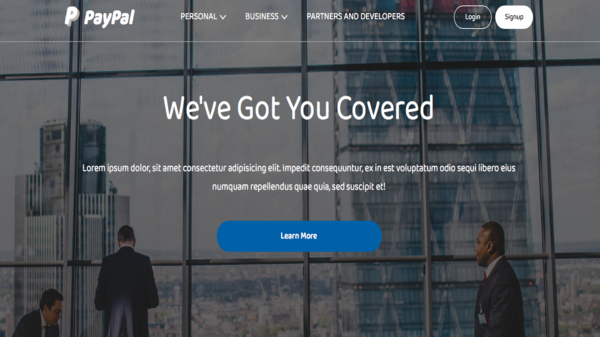 PayPal PERSONAL BUSINESS PARTNERS AND DEVELOPERS Login Signup
We've Got You Covered
Lorem ipsum dolor, sit amet consectetur adipisicing elit. Impedit consequuntur, ex in est voluptatum odio sequi libero eius
numquam repellendus quae quia, sed suscipit et!
Learn More